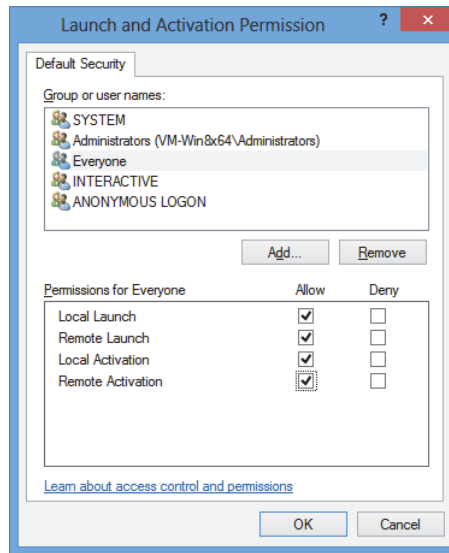 Launch and Activation Permission
Default Security
Group or user names:
SYSTEM
Administrators (VM-Win8x64\Administrators)
Everyone
INTERACTIVE
ANONYMOUS LOGON
Add... Remove
Permissions for Everyone Allow Deny
Local Launch
Remote Launch
Local Activation
Remote Activation
Learn about access control and permissions
OK Cancel